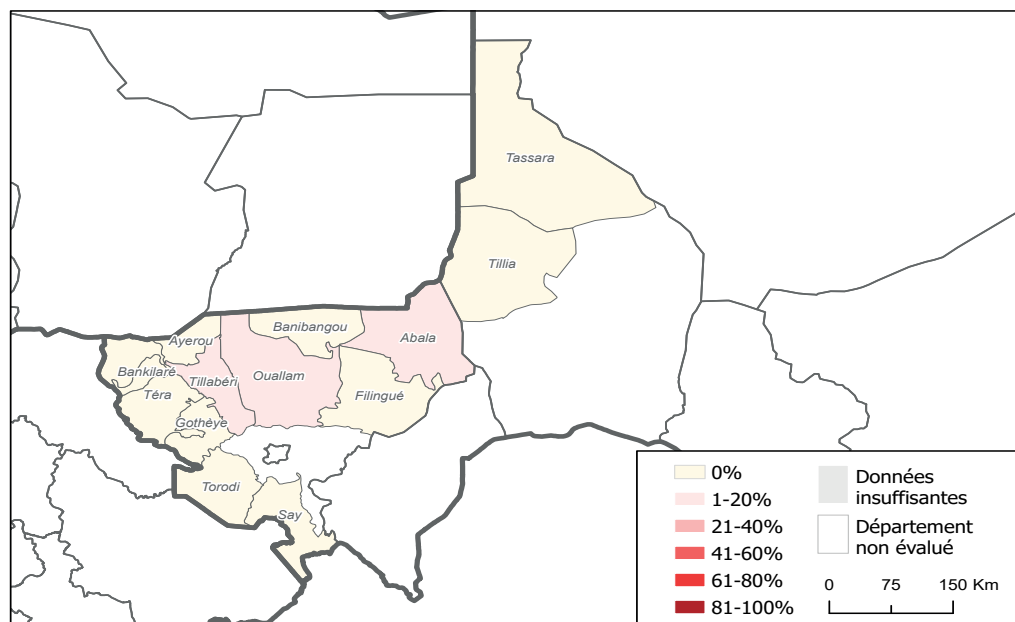 Tassara
Tillia
Banibangou
Ayerou
Abala
Bankilaré
Tillabéri
Ouallam
Téra
Filingué
Gothèye
Torodi
Say
0%
1-20%
21-40%
41-60%
61-80%
81-100%
Données
insuffisantes
Département
non évalué
0 75 150 Km